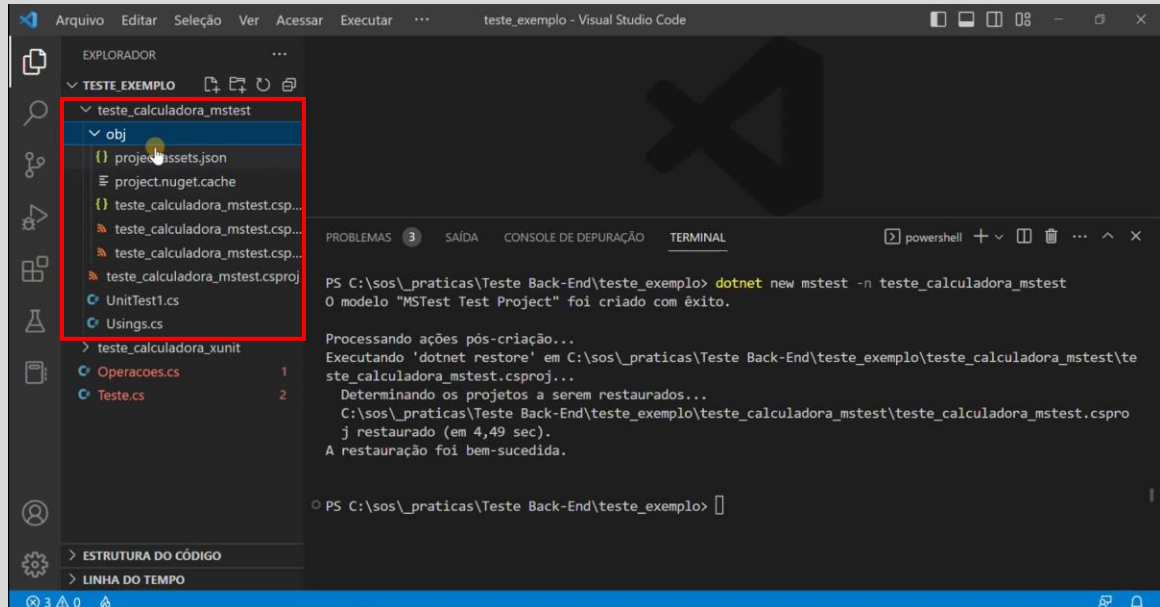 Arquivo Editar Seleção Ver Acessar Executar ··· teste_exemplo - Visual Studio Code
EXPLORADOR ···
TESTE_EXEMPLO
teste_calculadora_mstest
obj
project.assets.json
project.nuget.cache
teste_calculadora_mstest.csp...
teste_calculadora_mstest.csp...
teste_calculadora_mstest.csp...
teste_calculadora_mstest.csproj
UnitTest1.cs
Usings.cs
teste_calculadora_xunit
Operacoes.cs 1
Teste.cs 2
ESTRUTURA DO CÓDIGO
LINHA DO TEMPO
PROBLEMAS 3 SAÍDA CONSOLE DE DEPURAÇÃO TERMINAL powershell
PS C:\sos\_praticas\Teste Back-End\teste_exemplo> dotnet new mstest -n teste_calculadora_mstest
O modelo "MSTest Test Project" foi criado com êxito.
Processando ações pós-criação...
Executando 'dotnet restore' em C:\sos\_praticas\Teste Back-End\teste_exemplo\teste_calculadora_mstest\te
ste_calculadora_mstest.csproj...
Determinando os projetos a serem restaurados...
C:\sos\_praticas\Teste Back-End\teste_exemplo\teste_calculadora_mstest\teste_calculadora_mstest.cspro
j restaurado (em 4,49 sec).
A restauração foi bem-sucedida.
PS C:\sos\_praticas\Teste Back-End\teste_exemplo>
3 0